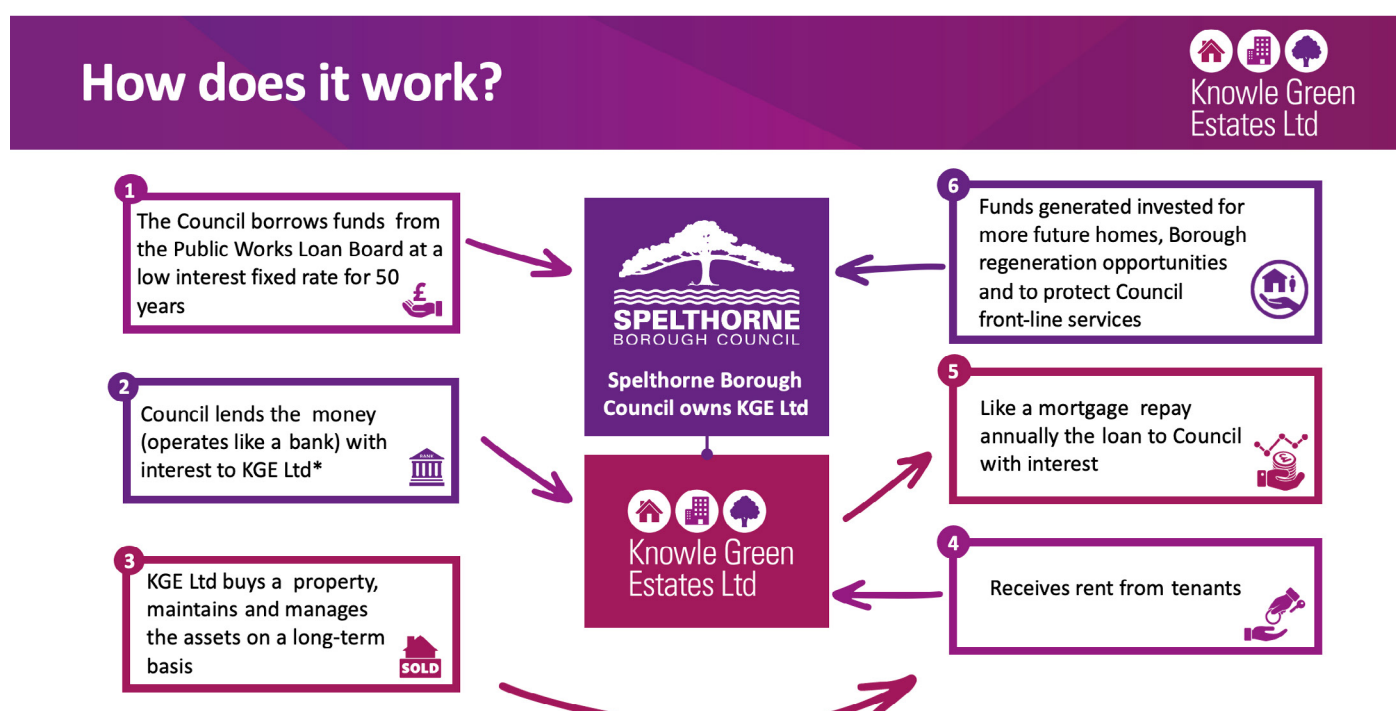 How does it work?
Knowle Green
Estates Ltd
1
The Council borrows funds from
the Public Works Loan Board at a
low interest fixed rate for 50
years
£
2
Council lends the money
(operates like a bank) with
interest to KGE Ltd*
BANK
3
KGE Ltd buys a property,
maintains and manages
the assets on a long-term
basis
SOLD
SPELTHORNE
BOROUGH COUNCIL
Spelthorne Borough
Council owns KGE Ltd
Knowle Green
Estates Ltd
6
Funds generated invested for
more future homes, Borough
regeneration opportunities
and to protect Council
front-line services
5
Like a mortgage repay
annually the loan to Council
with interest
£
4
Receives rent from tenants